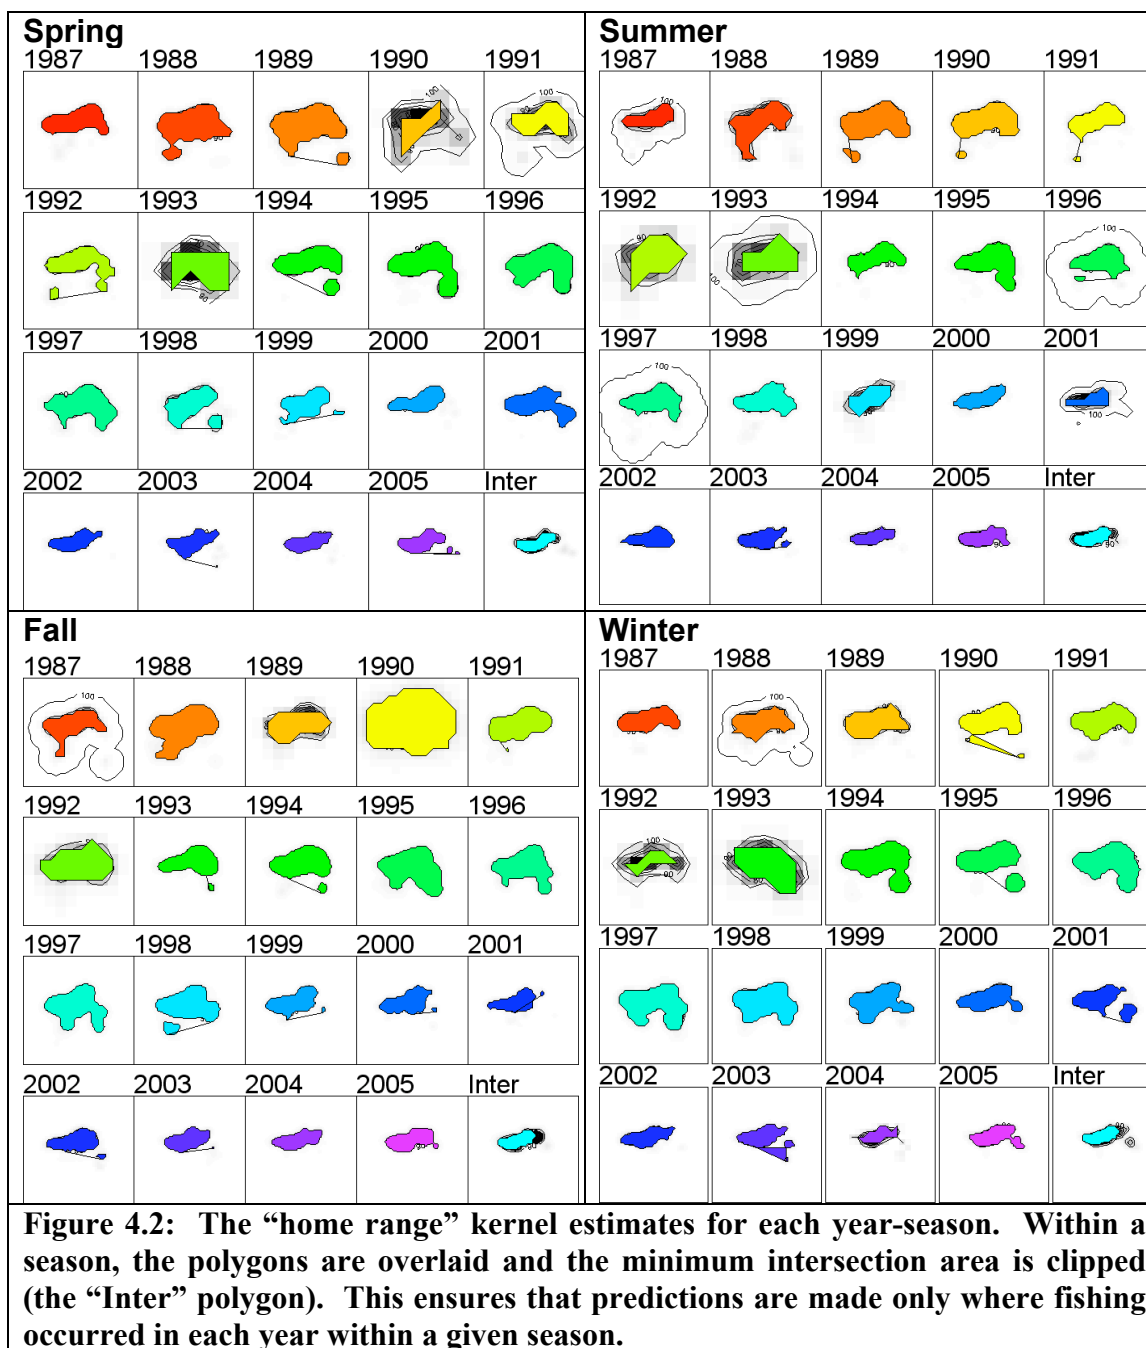 Spring
1987 1988 1989 1990 1991
1992 1993 1994 1995 1996
1997 1998 1999 2000 2001
2002 2003 2004 2005 Inter
Summer
1987 1988 1989 1990 1991
1992 1993 1994 1995 1996
1997 1998 1999 2000 2001
2002 2003 2004 2005 Inter
Fall
1987 1988 1989 1990 1991
1992 1993 1994 1995 1996
1997 1998 1999 2000 2001
2002 2003 2004 2005 Inter
Winter
1987 1988 1989 1990 1991
1992 1993 1994 1995 1996
1997 1998 1999 2000 2001
2002 2003 2004 2005 Inter
Figure 4.2: The “home range” kernel estimates for each year-season. Within a
season, the polygons are overlaid and the minimum intersection area is clipped
(the “Inter” polygon). This ensures that predictions are made only where fishing
occurred in each year within a given season.